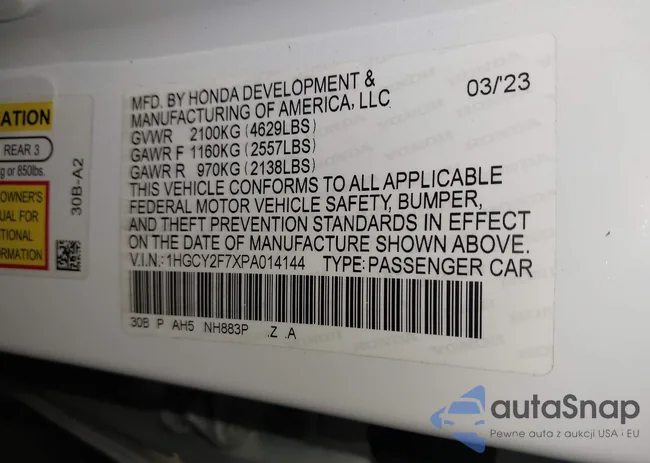 ATION
REAR 3
g or 850lbs.
OWNER'S
UAL FOR
TIONAL
ORMATION
30B-A2
MFD. BY HONDA DEVELOPMENT & 03/'23
MANUFACTURING OF AMERICA, LLC
GVWR 2100KG (4629LBS)
GAWR F 1160KG (2557LBS)
GAWR R 970KG (2138LBS)
THIS VEHICLE CONFORMS TO ALL APPLICABLE
FEDERAL MOTOR VEHICLE SAFETY, BUMPER,
AND THEFT PREVENTION STANDARDS IN EFFECT
ON THE DATE OF MANUFACTURE SHOWN ABOVE.
V.I.N.: 1HGCY2F7XPA014144 TYPE: PASSENGER CAR
30B P AH5 NH883P .Z .A
autaSnap
Pewne auta z aukcji USA i EU